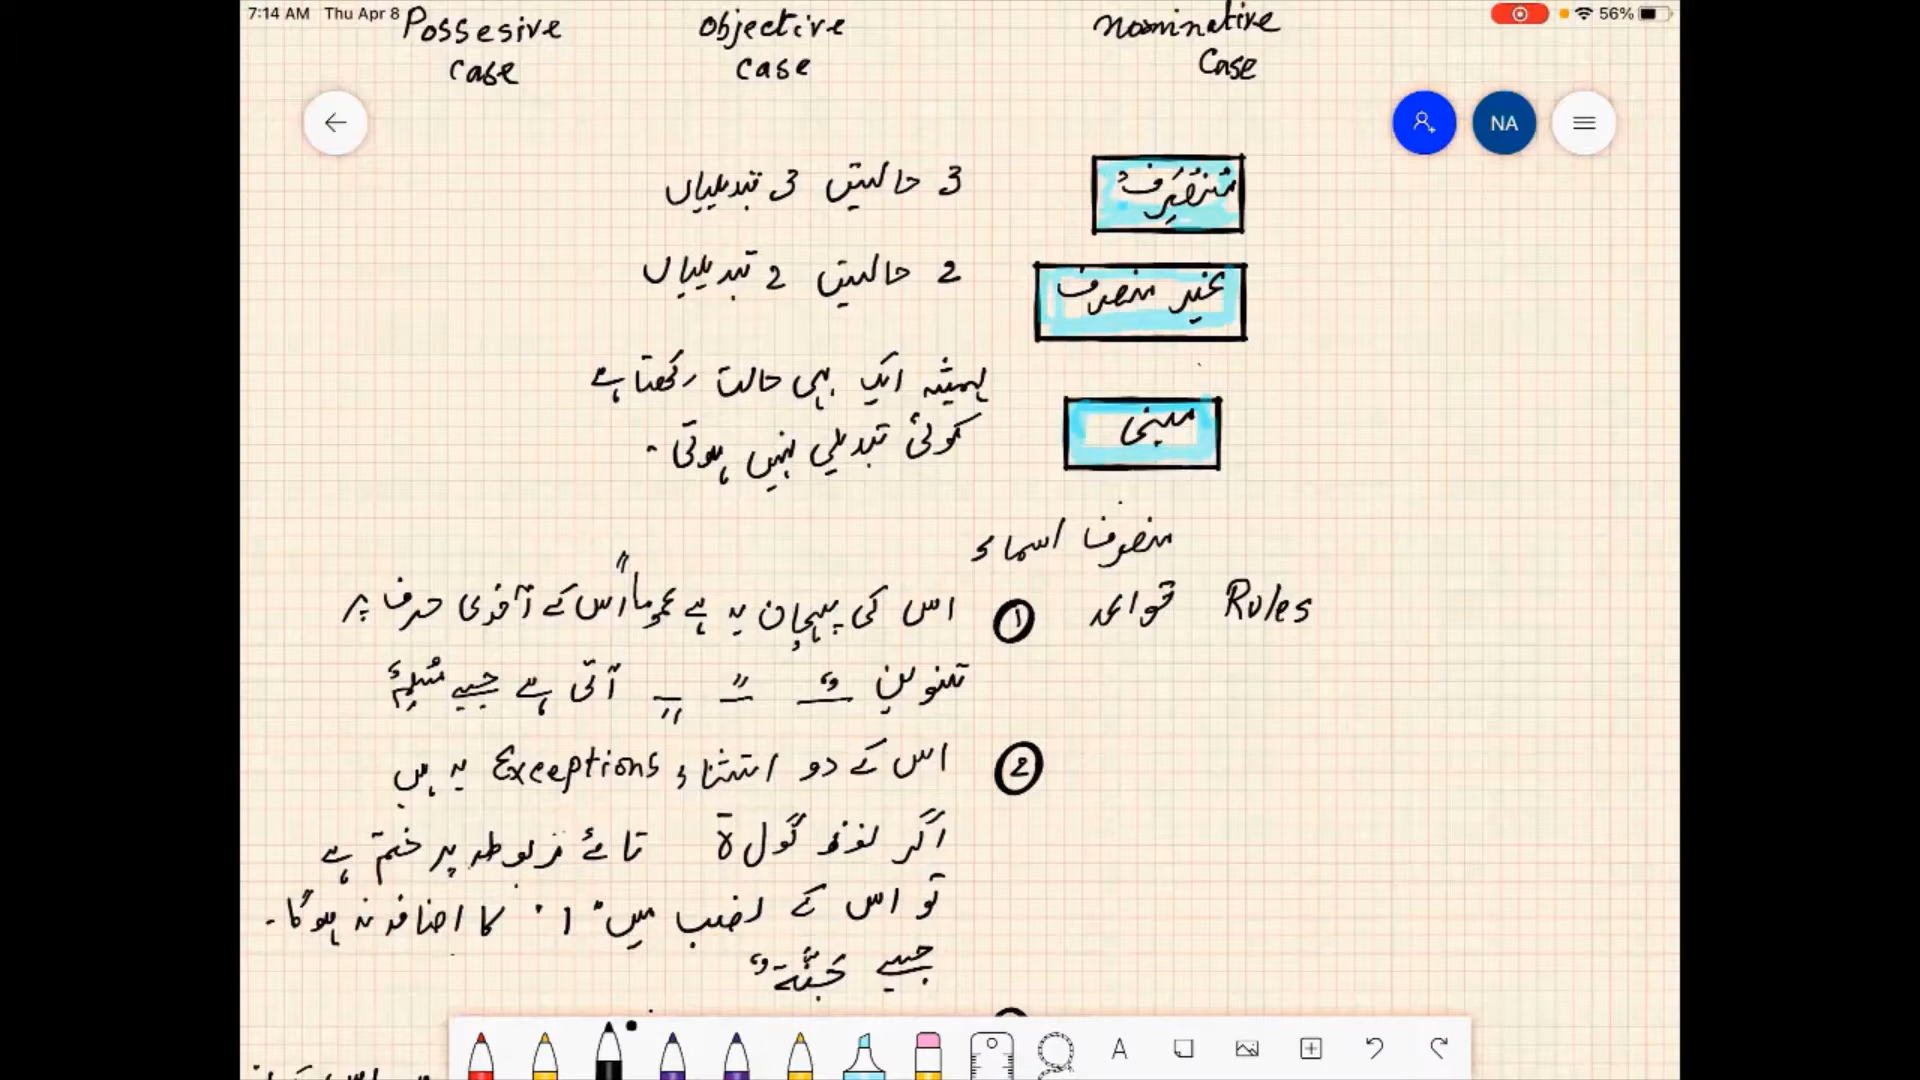 7:14 AM Thu Apr 8
56%
Possesive case
Objective case
Nominative Case
NA
مُنْصَرِفٌ 3 حالیتں 3 تبدیلیاں
غیر منصرف 2 حالیتں 2 تبدیلیاں
مبنی ہمیشہ ایک ہی حالت رکھتا ہے
کوئی تبدیلی نہیں ہوتی ۔
منصرف اسماء
Rules قواعد ① اس کی پہچان یہ ہے عموماً اس کے آخری حرف پر
تنوین ـٌ ـً ـٍ آتی ہے جیسے مُسْلِمٌ
② اس کے دو استثناء Exceptions یہ ہیں
اگر لفظ گول ة تائے مربوطہ پر ختم ہے
تو اس کے نصب میں "ا" کا اضافہ نہ ہوگا۔
جیسے جَنَّةٌ
A